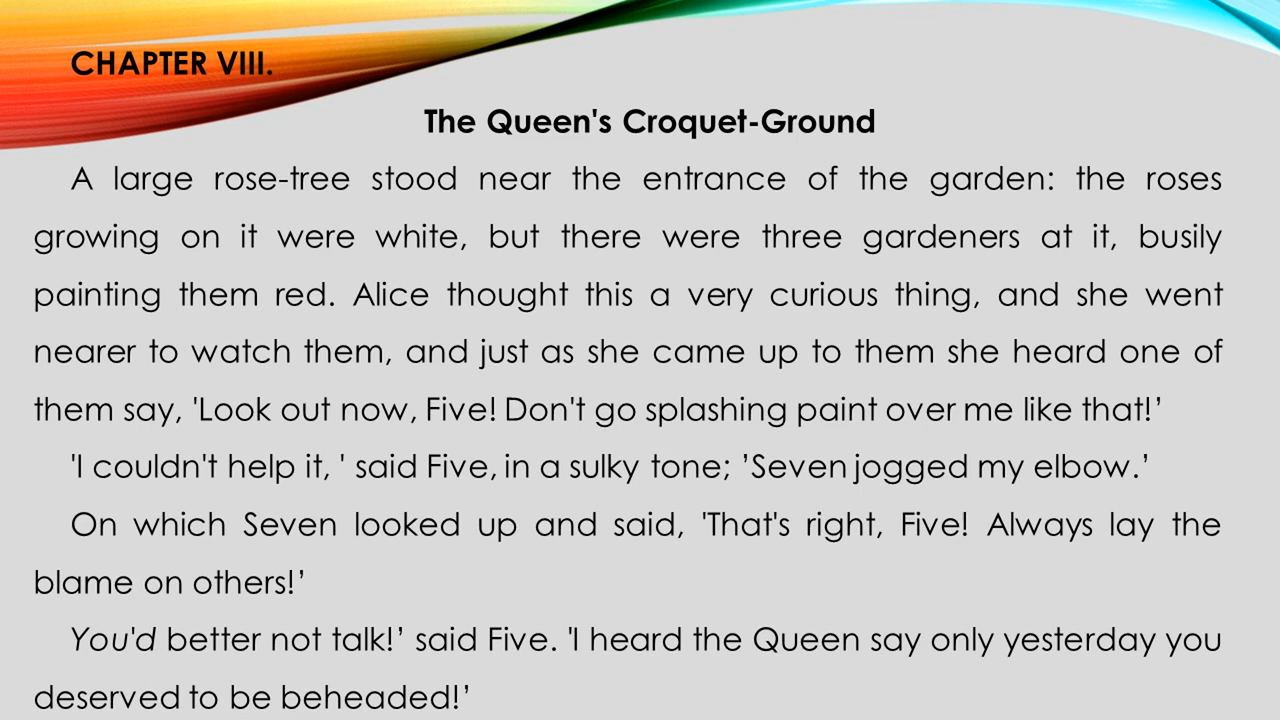 CHAPTER VIII.
The Queen's Croquet-Ground
A large rose-tree stood near the entrance of the garden: the roses
growing on it were white, but there were three gardeners at it, busily
painting them red. Alice thought this a very curious thing, and she went
nearer to watch them, and just as she came up to them she heard one of
them say, 'Look out now, Five! Don't go splashing paint over me like that!’
'I couldn't help it, ' said Five, in a sulky tone; ’Seven jogged my elbow.’
On which Seven looked up and said, 'That's right, Five! Always lay the
blame on others!’
You'd better not talk!’ said Five. 'I heard the Queen say only yesterday you
deserved to be beheaded!’